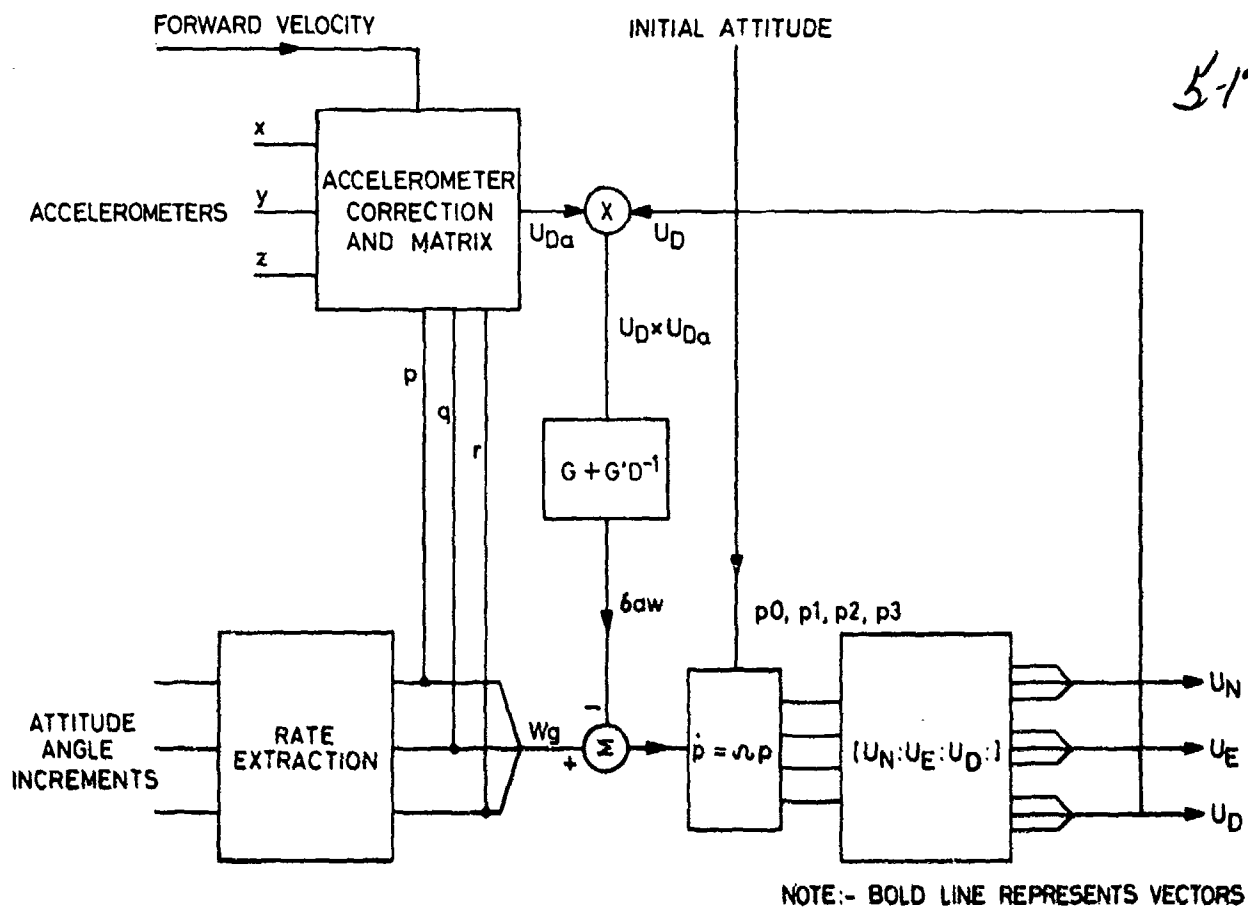 FORWARD VELOCITY
INITIAL ATTITUDE
x
ACCELEROMETERS
y
z
ACCELEROMETER
CORRECTION
AND MATRIX
U_Da
X
U_D
U_D × U_Da
p
q
r
G + G'D⁻¹
δaw
p0, p1, p2, p3
ATTITUDE
ANGLE
INCREMENTS
RATE
EXTRACTION
Wg
+
-
Σ
ṗ = Ωp
[U_N:U_E:U_D:]
U_N
U_E
U_D
NOTE:- BOLD LINE REPRESENTS VECTORS